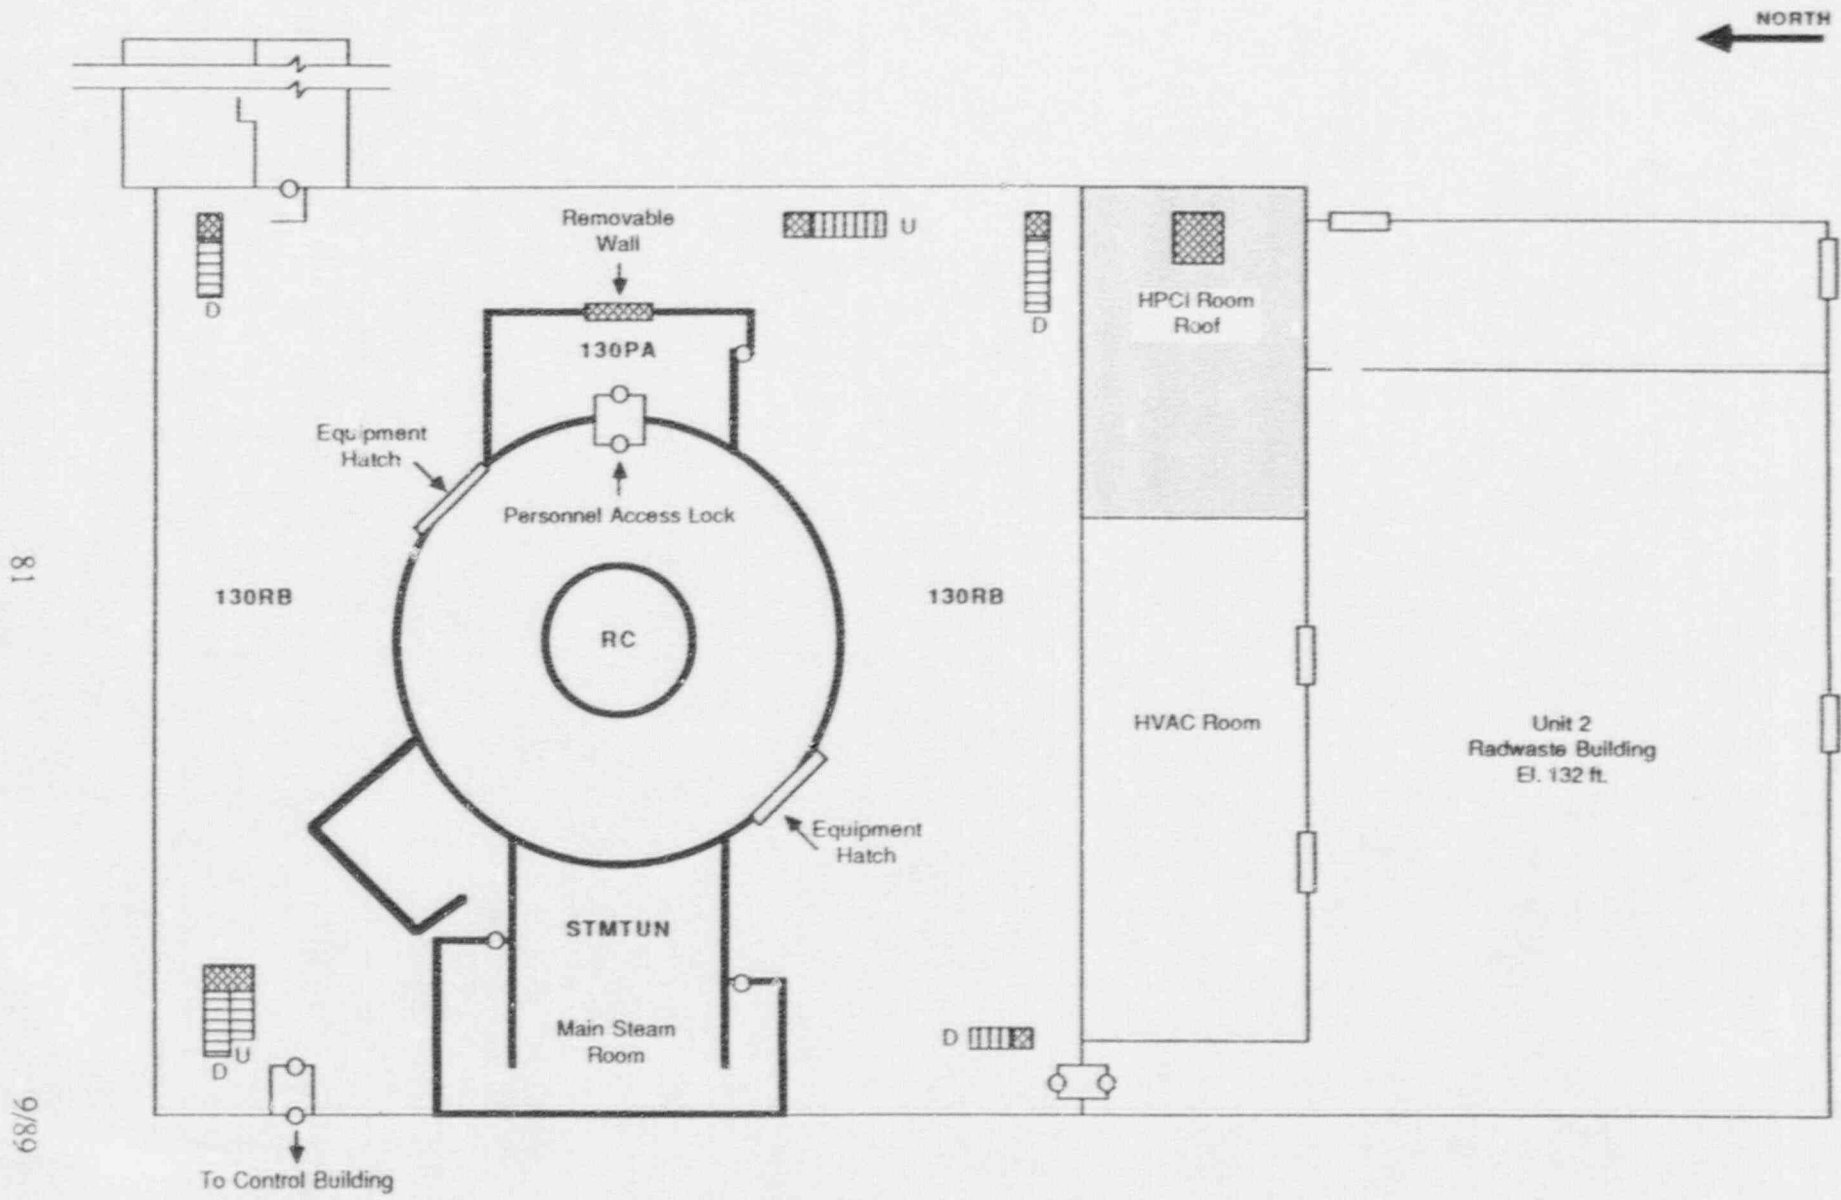 NORTH
Removable
Wall
U
D
D
HPCI Room
Roof
130PA
Equipment
Hatch
Personnel Access Lock
81
130RB
130RB
RC
HVAC Room
Unit 2
Radwaste Building
El. 132 ft.
Equipment
Hatch
STMTUN
Main Steam
Room
D
U
D
9/89
To Control Building